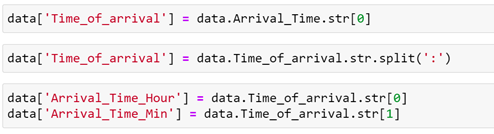 data['Time_of_arrival'] = data.Arrival_Time.str[0]
data['Time_of_arrival'] = data.Time_of_arrival.str.split(':')
data['Arrival_Time_Hour'] = data.Time_of_arrival.str[0]
data['Arrival_Time_Min'] = data.Time_of_arrival.str[1]